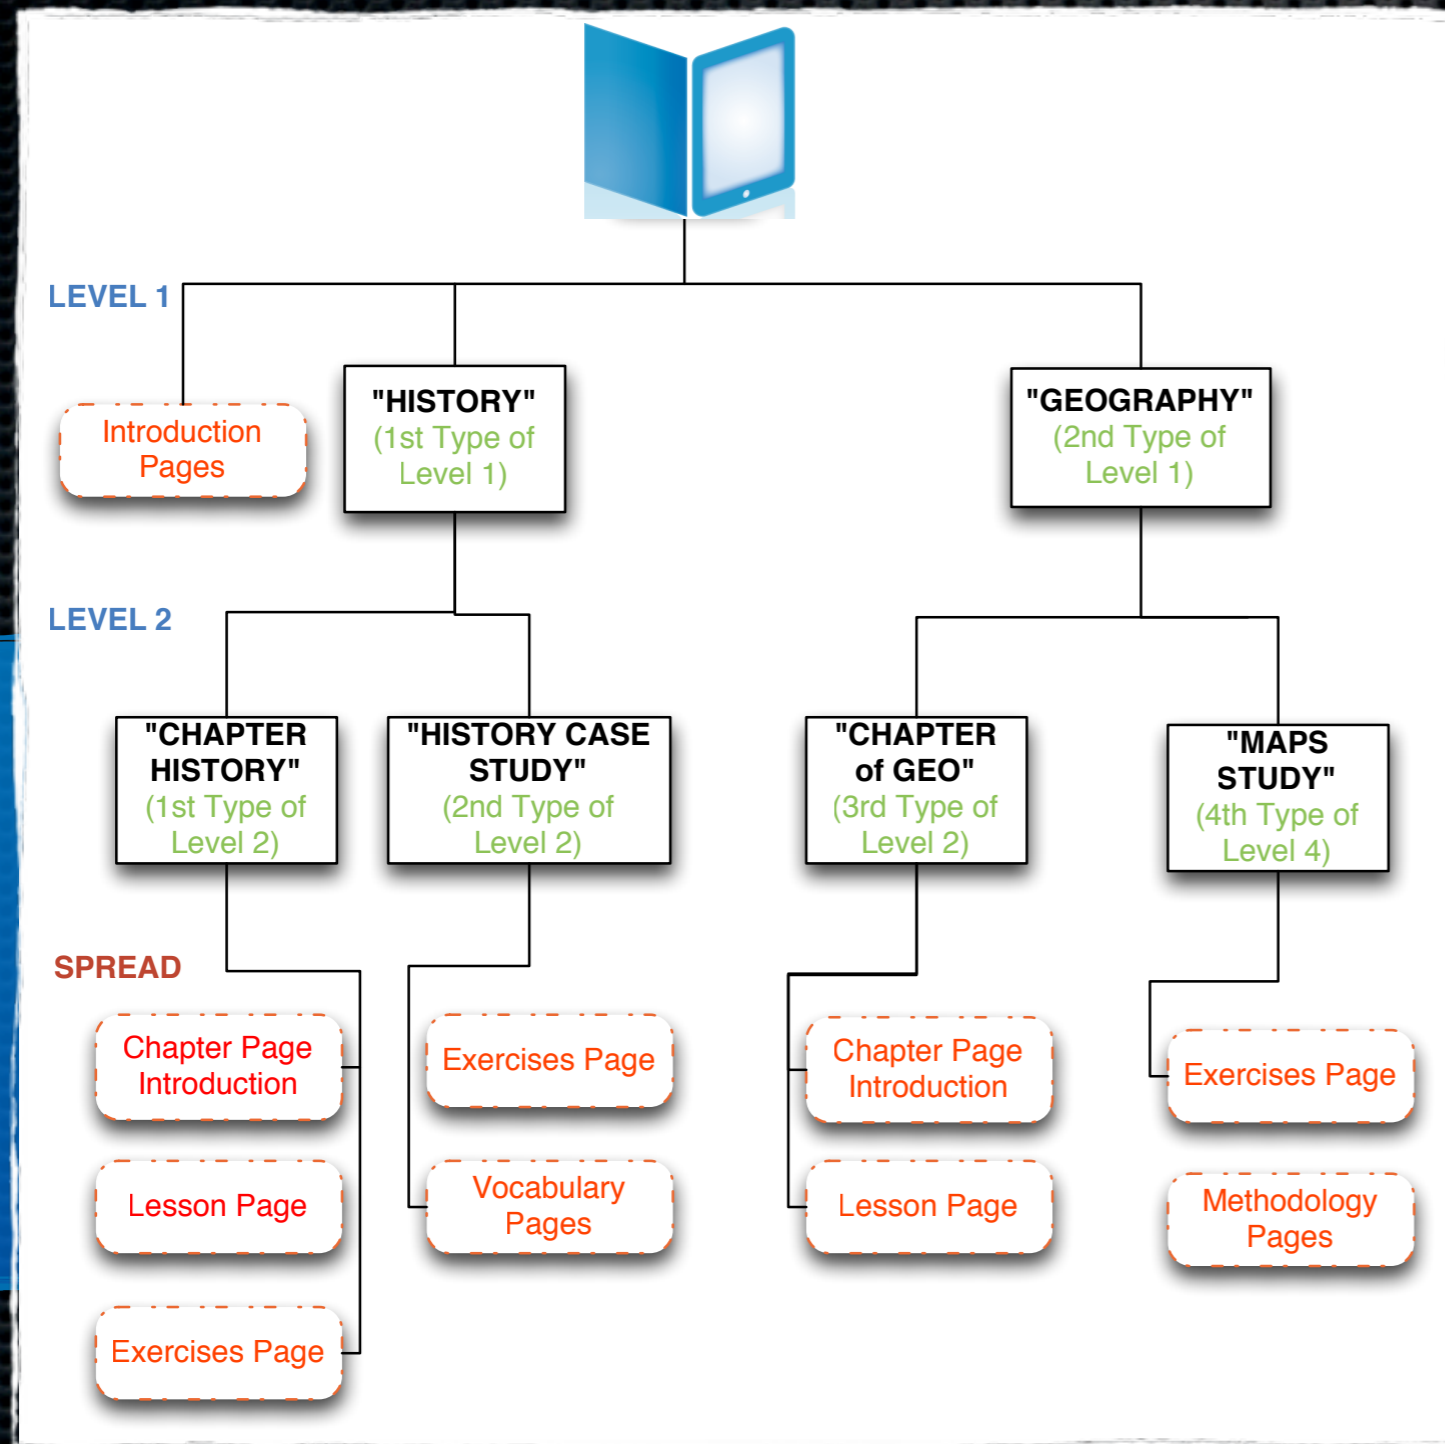 LEVEL 1
Introduction
Pages
"HISTORY"
(1st Type of
Level 1)
"GEOGRAPHY"
(2nd Type of
Level 1)
LEVEL 2
"CHAPTER
HISTORY"
(1st Type of
Level 2)
"HISTORY CASE
STUDY"
(2nd Type of
Level 2)
"CHAPTER
of GEO"
(3rd Type of
Level 2)
"MAPS
STUDY"
(4th Type of
Level 4)
SPREAD
Chapter Page
Introduction
Lesson Page
Exercises Page
Exercises Page
Vocabulary
Pages
Chapter Page
Introduction
Lesson Page
Exercises Page
Methodology
Pages